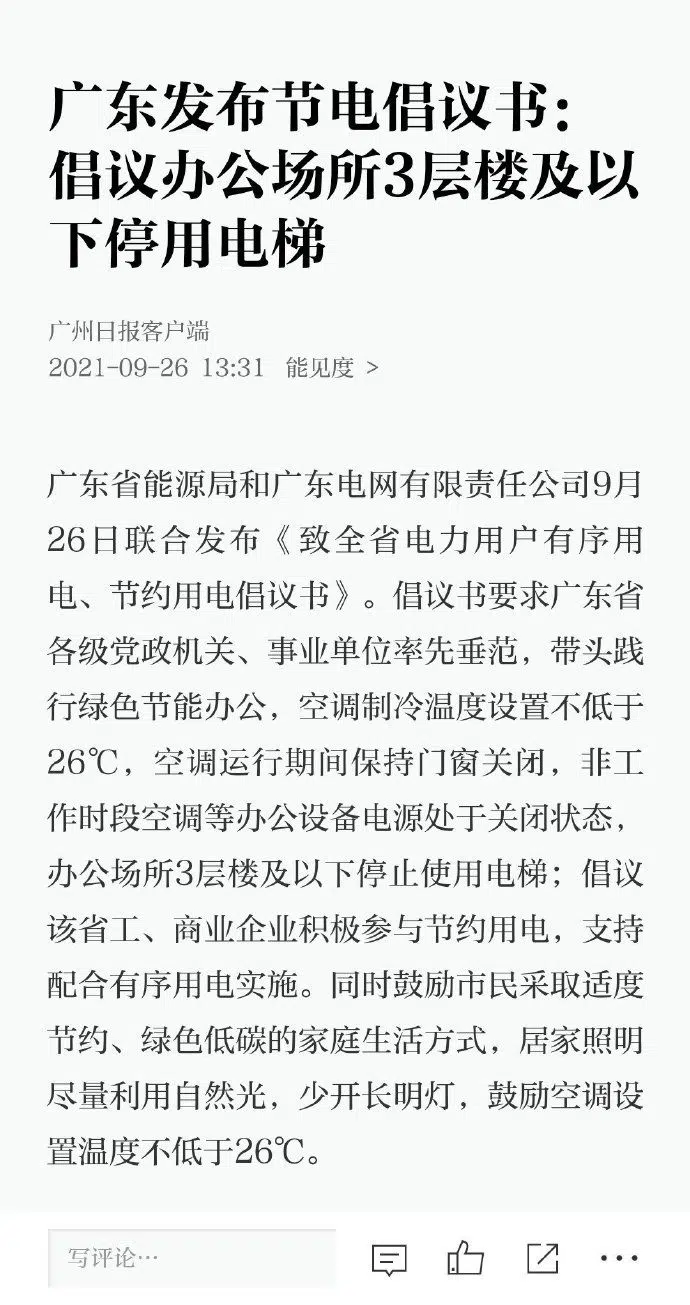 广东发布节电倡议书：
倡议办公场所3层楼及以
下停用电梯
广州日报客户端
2021-09-26 13:31 能见度 >
广东省能源局和广东电网有限责任公司9月
26日联合发布《致全省电力用户有序用
电、节约用电倡议书》。倡议书要求广东省
各级党政机关、事业单位率先垂范，带头践
行绿色节能办公，空调制冷温度设置不低于
26℃，空调运行期间保持门窗关闭，非工
作时段空调等办公设备电源处于关闭状态，
办公场所3层楼及以下停止使用电梯；倡议
该省工、商业企业积极参与节约用电，支持
配合有序用电实施。同时鼓励市民采取适度
节约、绿色低碳的家庭生活方式，居家照明
尽量利用自然光，少开长明灯，鼓励空调设
置温度不低于26℃。
写评论…